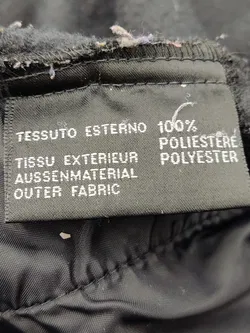 TESSUTO ESTERNO 100%
POLIESTERE
TISSU EXTERIEUR POLYESTER
AUSSENMATERIAL
OUTER FABRIC